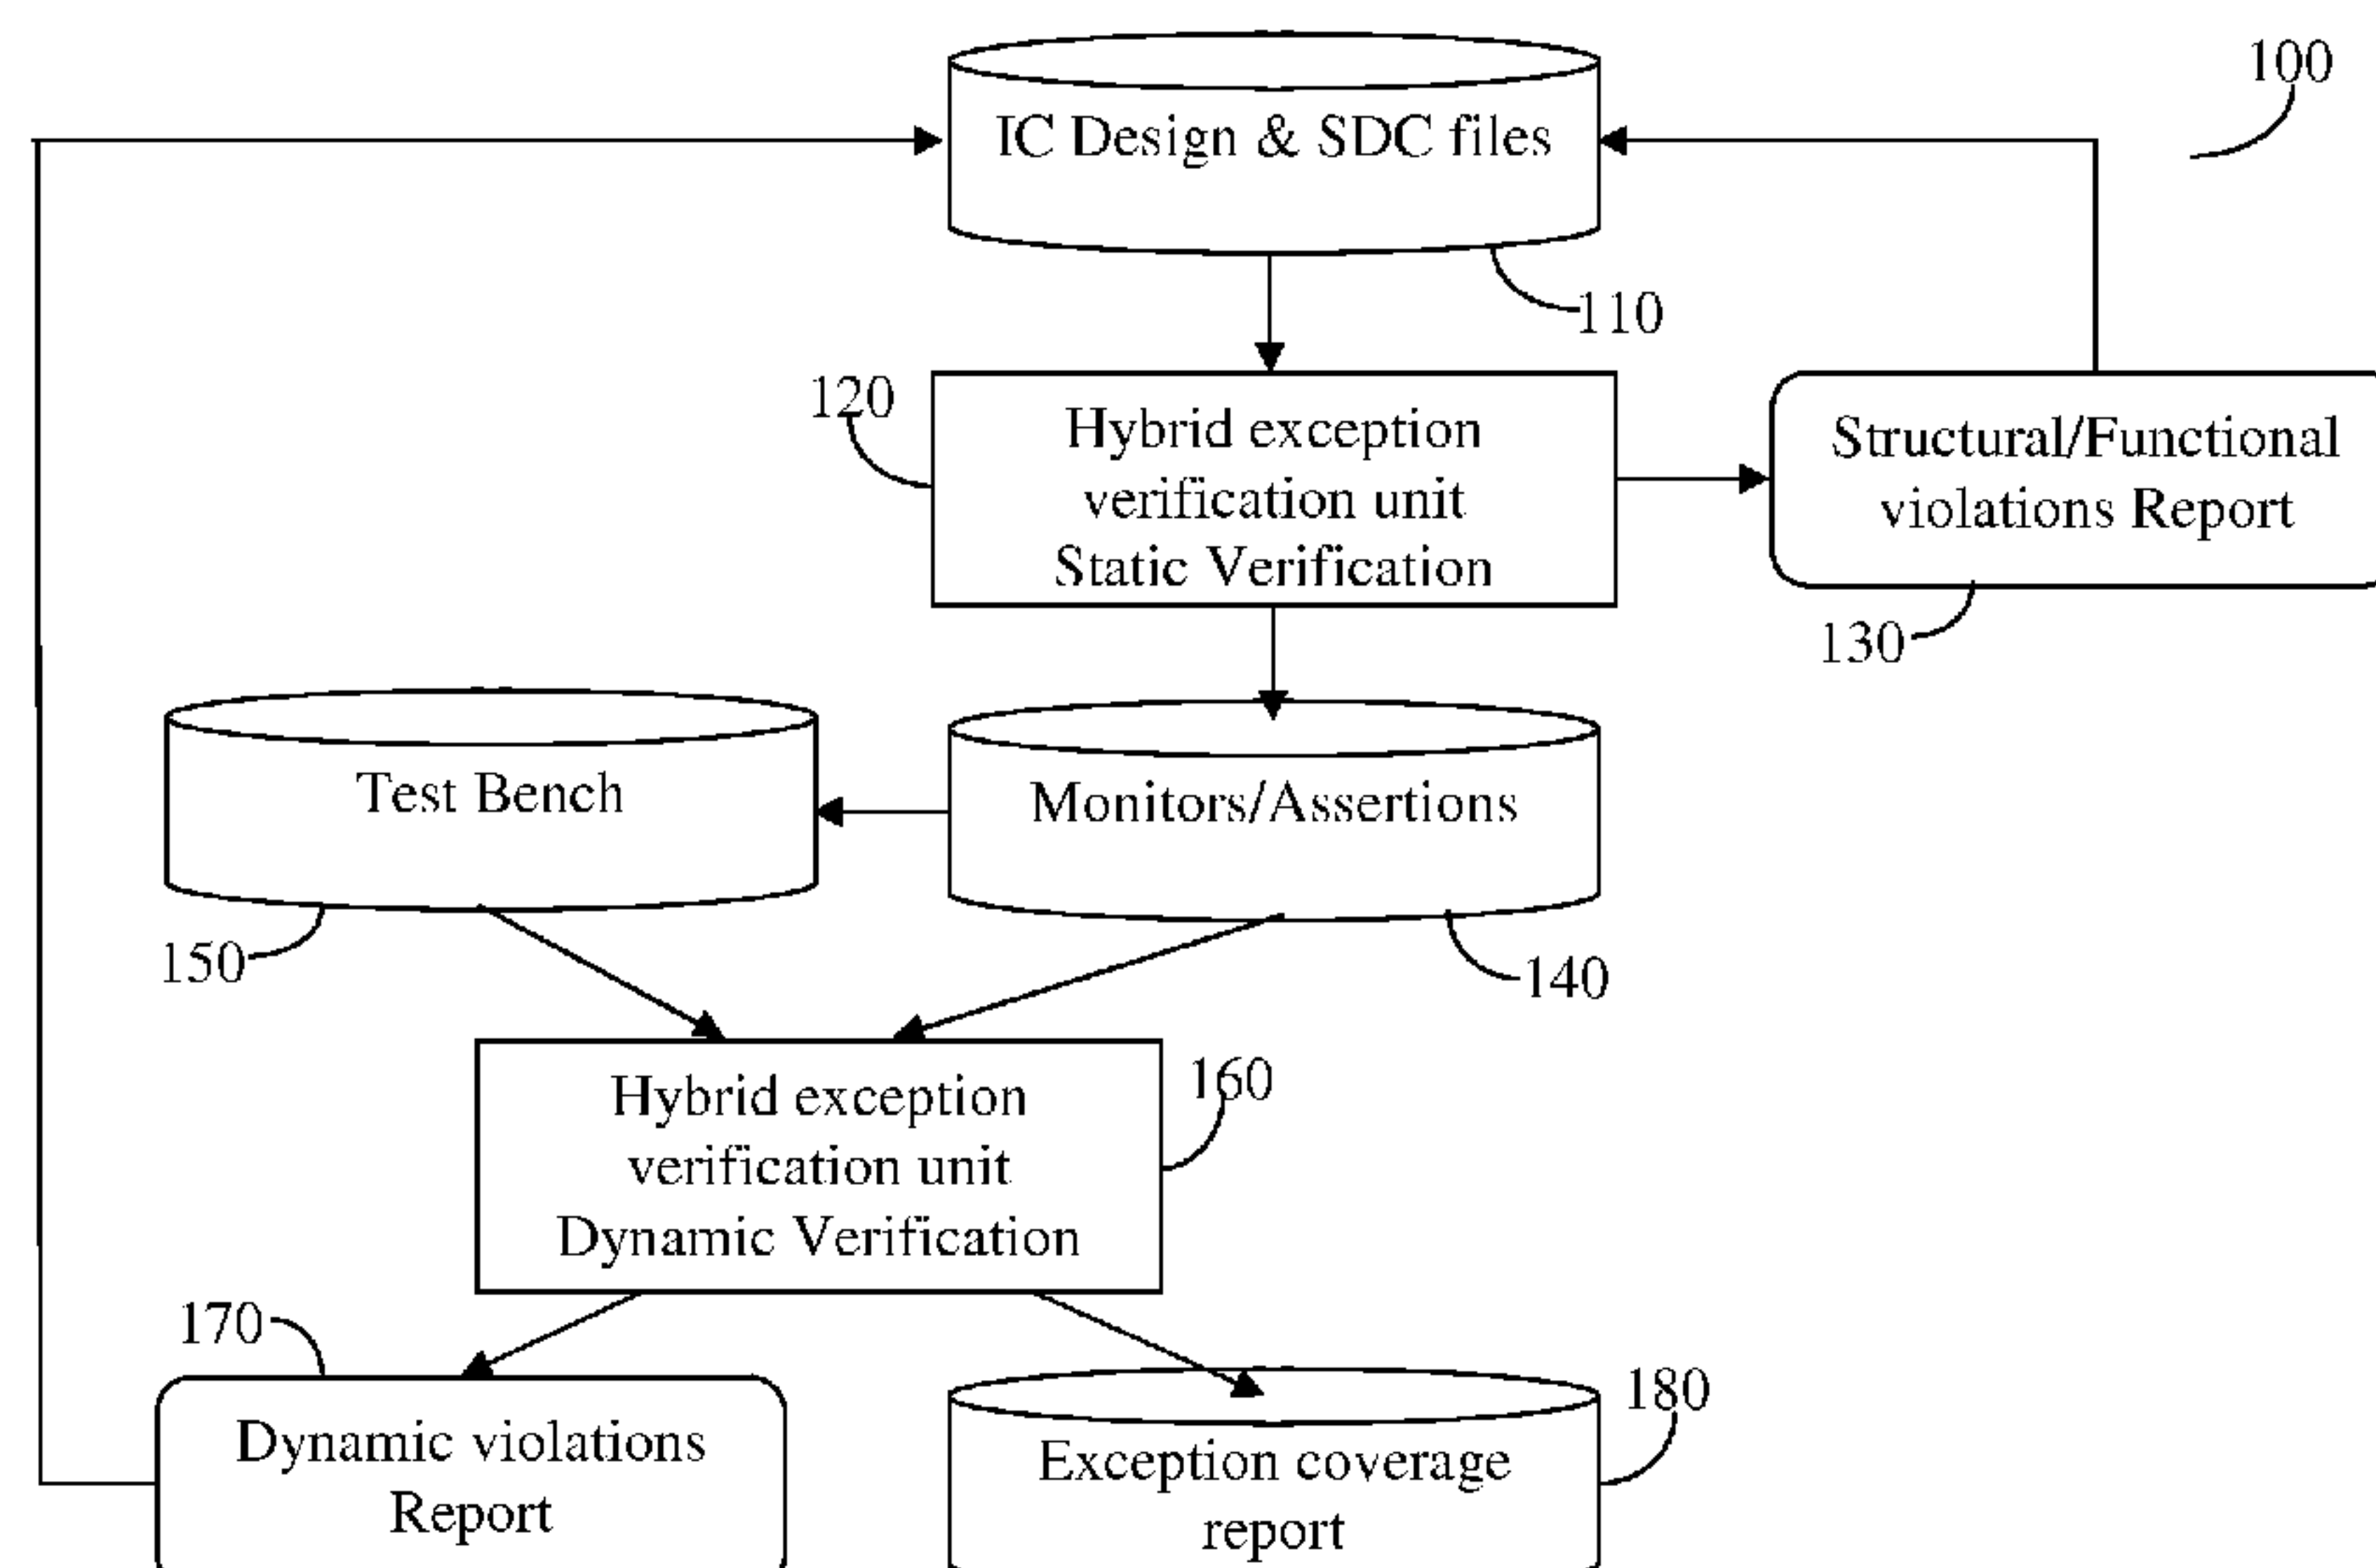 100
IC Design & SDC files
110
120
Hybrid exception
verification unit
Static Verification
Structural/Functional
violations Report
130
Test Bench
Monitors/Assertions
150
140
Hybrid exception
verification unit
Dynamic Verification
160
170
Dynamic violations
Report
180
Exception coverage
report